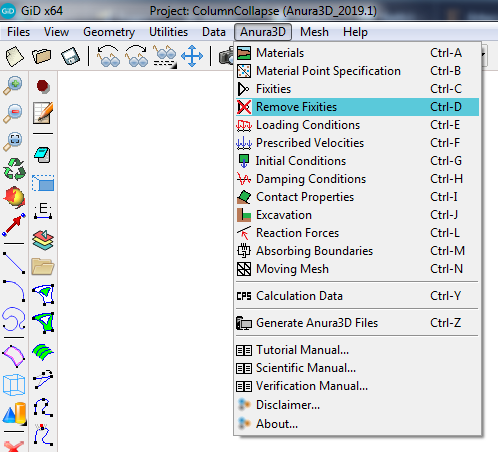 GiD GiD x64 Project: ColumnCollapse (Anura3D_2019.1)
Files View Geometry Utilities Data Anura3D Mesh Help
Materials Ctrl-A
Material Point Specification Ctrl-B
Fixities Ctrl-C
Remove Fixities Ctrl-D
Loading Conditions Ctrl-E
Prescribed Velocities Ctrl-F
Initial Conditions Ctrl-G
Damping Conditions Ctrl-H
Contact Properties Ctrl-I
Excavation Ctrl-J
Reaction Forces Ctrl-L
Absorbing Boundaries Ctrl-M
Moving Mesh Ctrl-N
CPS Calculation Data Ctrl-Y
Generate Anura3D Files Ctrl-Z
Tutorial Manual...
Scientific Manual...
Verification Manual...
Disclaimer...
About...
E